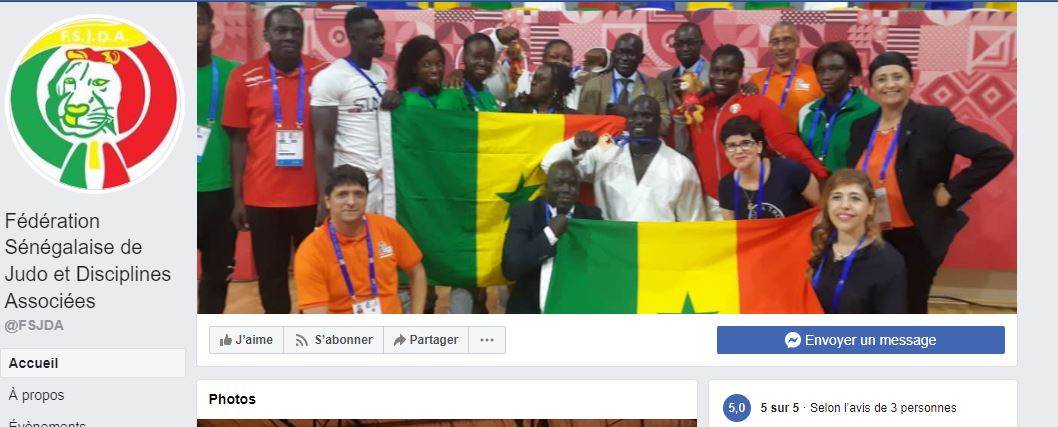 F.S.J.D.A
Fédération
Sénégalaise de
Judo et Disciplines
Associées
@FSJDA
Accueil
À propos
Évènements
J'aime
S'abonner
Partager
Envoyer un message
Photos
5,0
5 sur 5 · Selon l'avis de 3 personnes